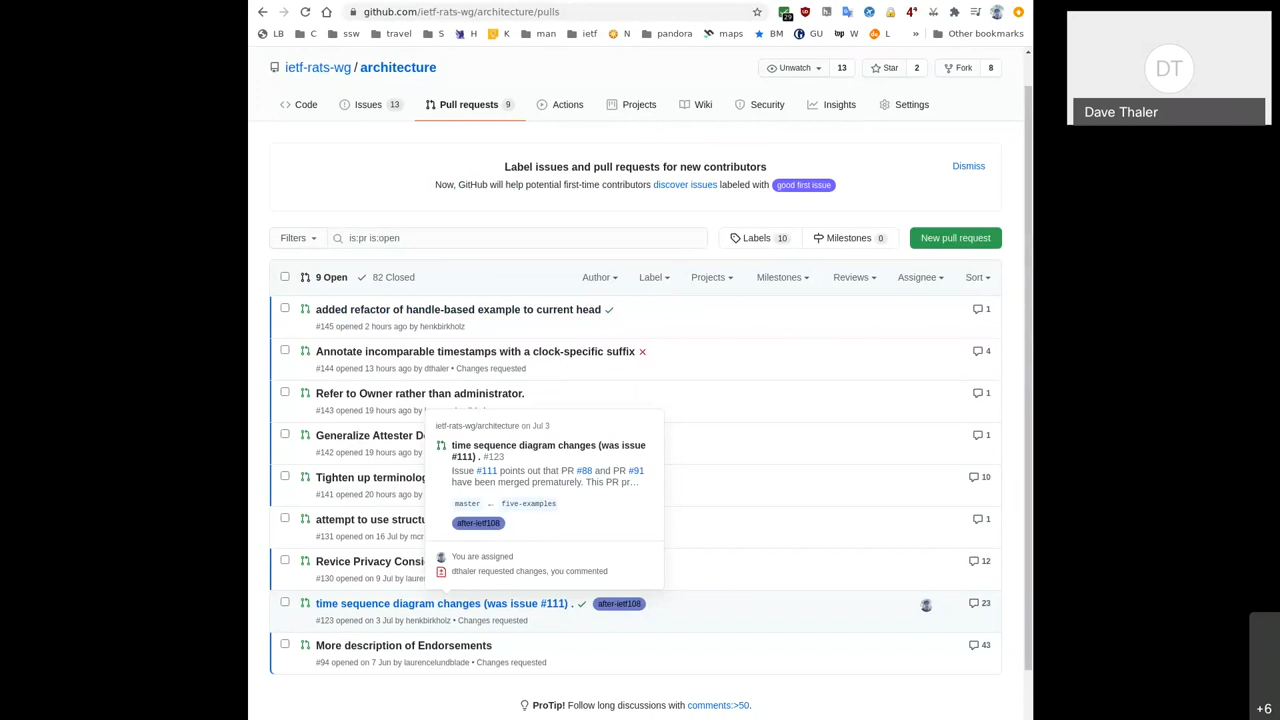 github.com/ietf-rats-wg/architecture/pulls
29
LB C ssw travel S H K man ietf N pandora maps BM GU W L » Other bookmarks
ietf-rats-wg / architecture
Unwatch 13 Star 2 Fork 8
Code Issues 13 Pull requests 9 Actions Projects Wiki Security Insights Settings
Label issues and pull requests for new contributors
Dismiss
Now, GitHub will help potential first-time contributors discover issues labeled with good first issue
Filters is:pr is:open Labels 10 Milestones 0 New pull request
9 Open 82 Closed Author Label Projects Milestones Reviews Assignee Sort
added refactor of handle-based example to current head 1
#145 opened 2 hours ago by henkbirkholz
Annotate incomparable timestamps with a clock-specific suffix 4
#144 opened 13 hours ago by dthaler • Changes requested
Refer to Owner rather than administrator. 1
#143 opened 19 hours ago by
Generalize Attester D 1
#142 opened 19 hours ago by
Tighten up terminolog 10
#141 opened 20 hours ago by
attempt to use structu 1
#131 opened on 16 Jul by mcr
Revice Privacy Consi 12
#130 opened on 9 Jul by lauren
ietf-rats-wg/architecture on Jul 3
time sequence diagram changes (was issue
#111) . #123
Issue #111 points out that PR #88 and PR #91
have been merged prematurely. This PR pr…
master ← five-examples
after-ietf108
You are assigned
dthaler requested changes, you commented
time sequence diagram changes (was issue #111) . after-ietf108 23
#123 opened on 3 Jul by henkbirkholz • Changes requested
More description of Endorsements 43
#94 opened on 7 Jun by laurencelundblade • Changes requested
ProTip! Follow long discussions with comments:>50.
DT
Dave Thaler
+6